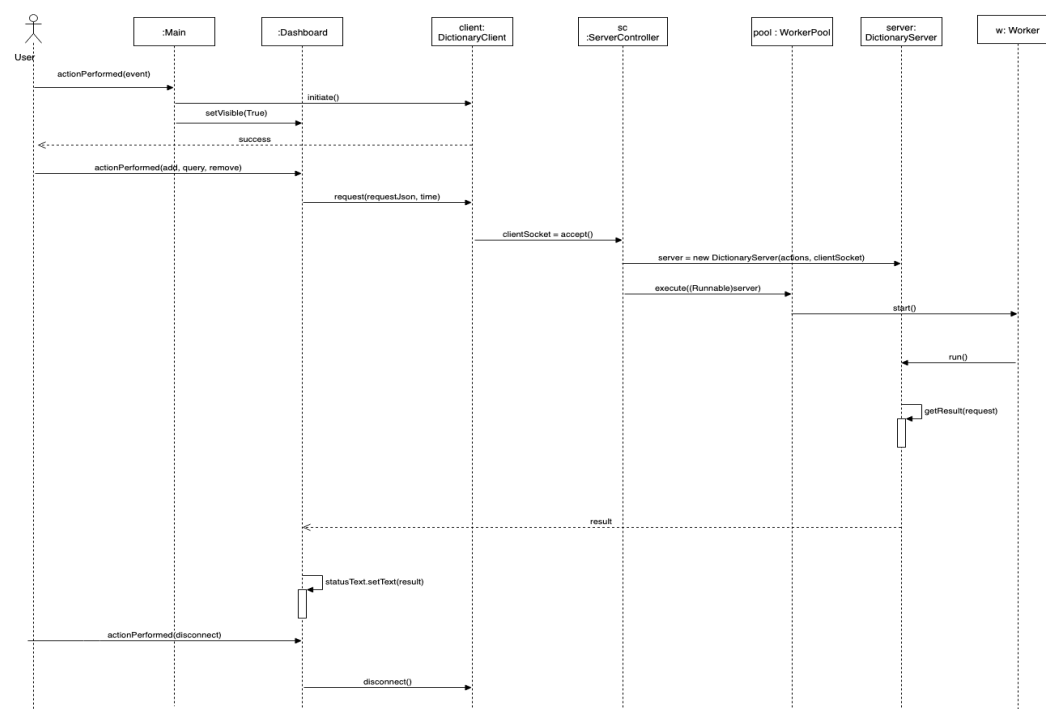 client:
DictionaryClient
sc
:ServerController
server:
DictionaryServer
:Main
:Dashboard
pool : WorkerPool
w: Worker
User
actionPerformed(event)
initiate()
setVisible(True)
success
actionPerformed(add, query, remove)
request(requestJson, time)
clientSocket = accept()
server = new DictionaryServer(actions, clientSocket)
execute((Runnable)server)
start()
run()
getResult(request)
result
statusText.setText(result)
actionPerformed(disconnect)
disconnect()